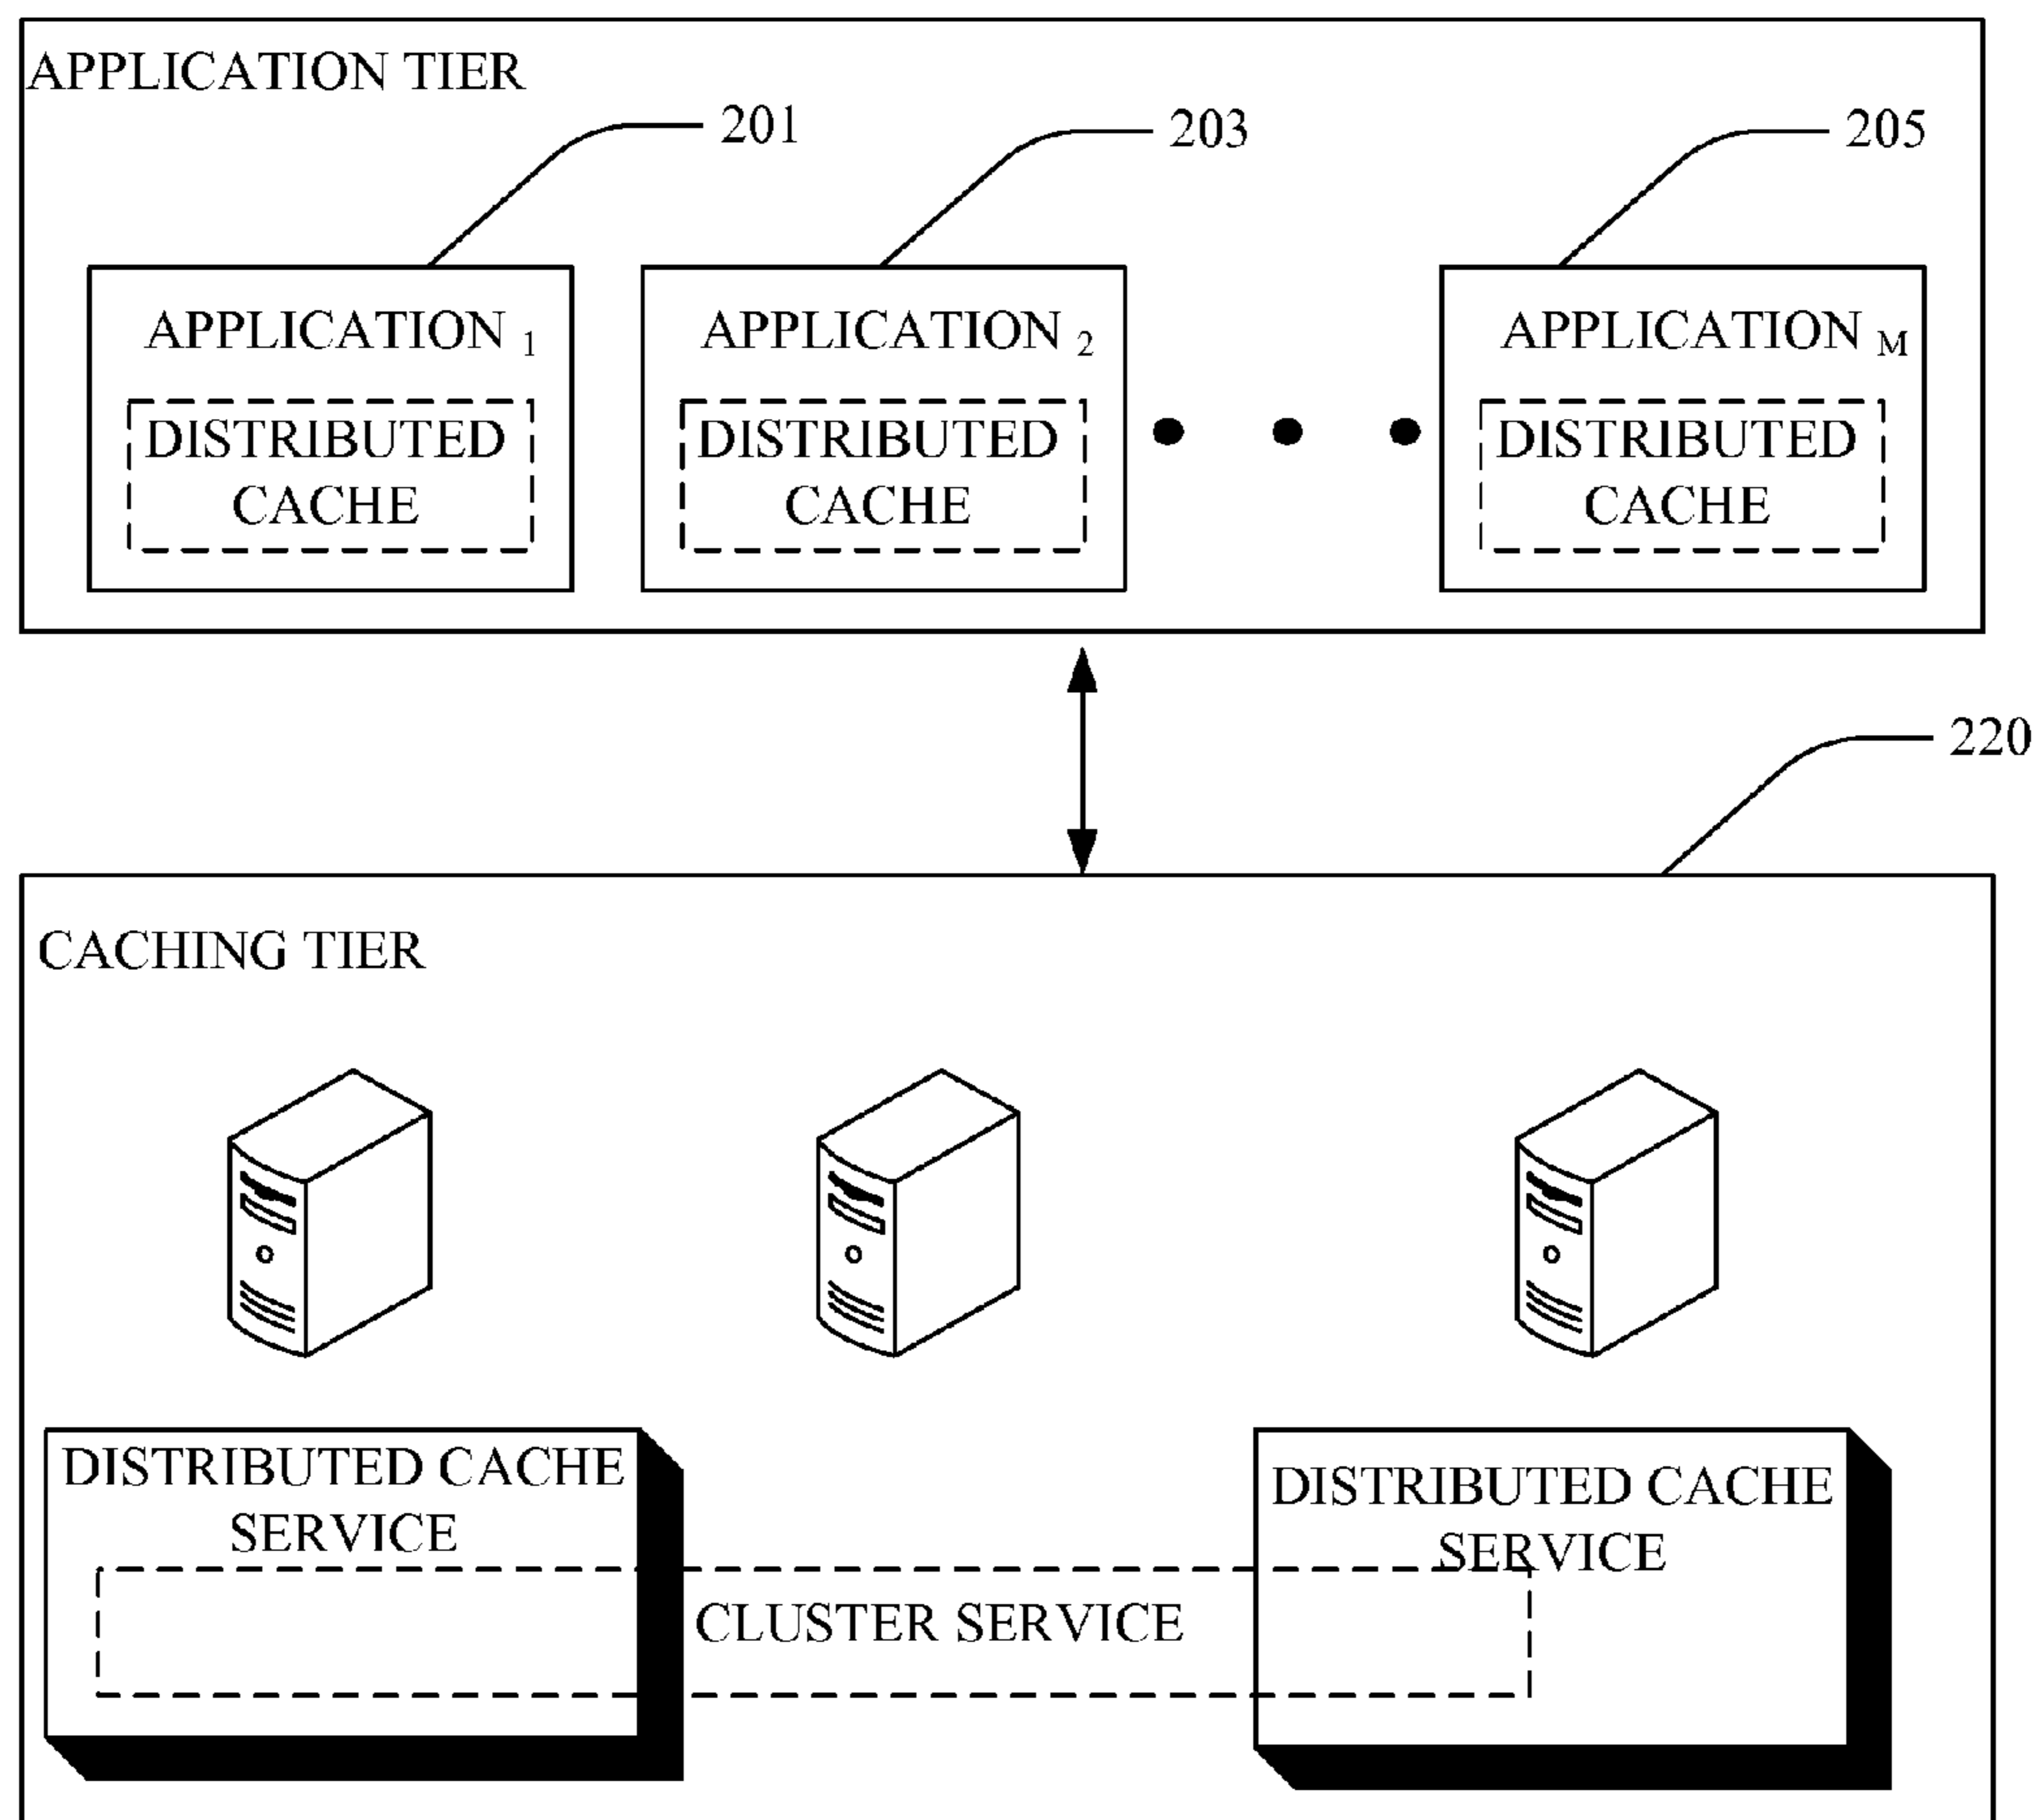 APPLICATION TIER
201
203
205
APPLICATION 1
APPLICATION 2
APPLICATION M
DISTRIBUTED
CACHE
DISTRIBUTED
CACHE
DISTRIBUTED
CACHE
220
CACHING TIER
DISTRIBUTED CACHE
SERVICE
DISTRIBUTED CACHE
SERVICE
CLUSTER SERVICE